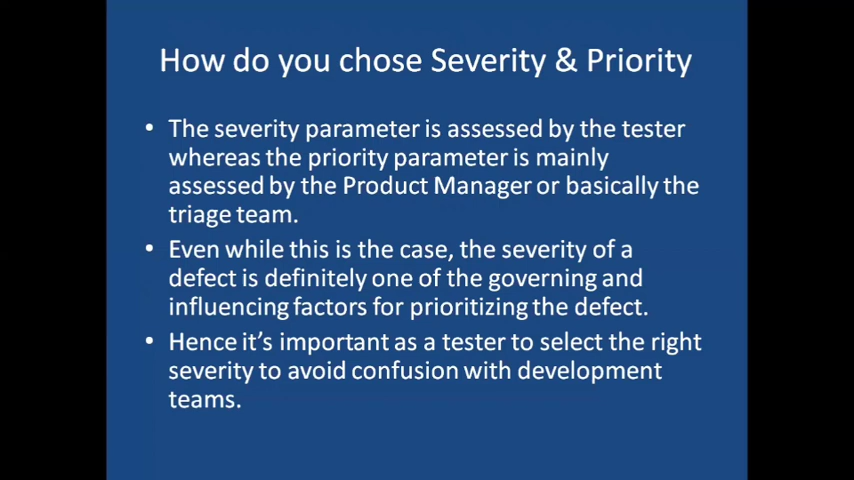 How do you chose Severity & Priority
• The severity parameter is assessed by the tester
whereas the priority parameter is mainly
assessed by the Product Manager or basically the
triage team.
• Even while this is the case, the severity of a
defect is definitely one of the governing and
influencing factors for prioritizing the defect.
• Hence it’s important as a tester to select the right
severity to avoid confusion with development
teams.